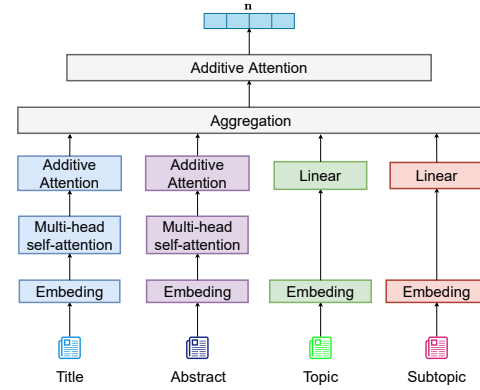 n
Additive Attention
Aggregation
Additive
Attention
Additive
Attention
Linear
Linear
Multi-head
self-attention
Multi-head
self-attention
Embeding
Embeding
Embeding
Embeding
Title
Abstract
Topic
Subtopic